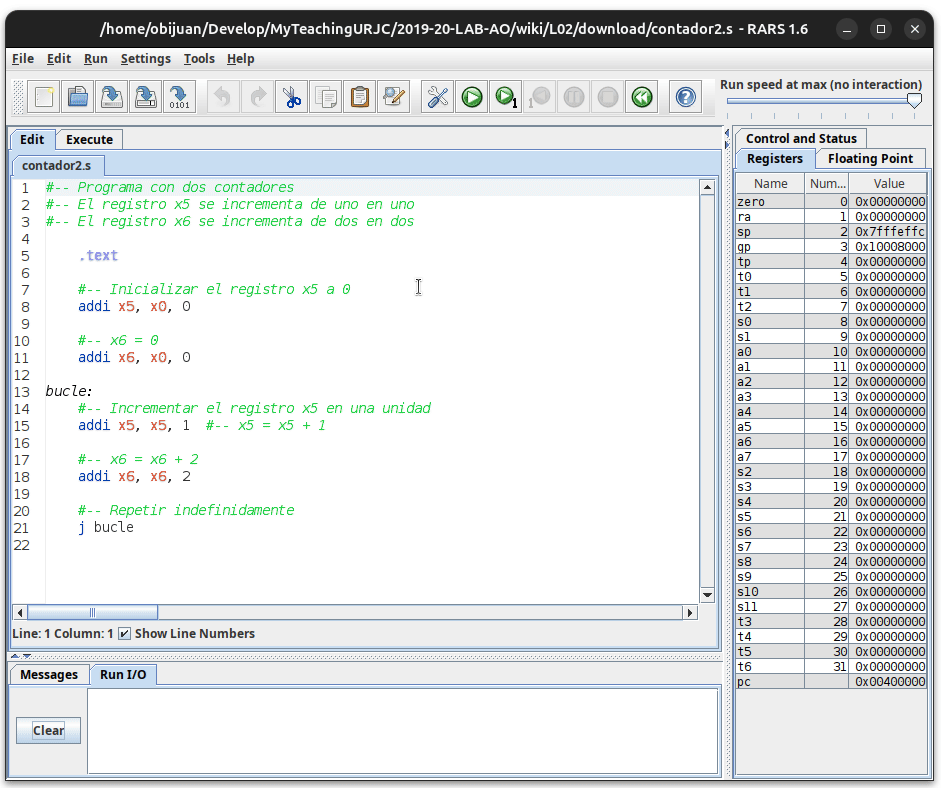 /home/obijuan/Develop/MyTeachingURJC/2019-20-LAB-AO/wiki/L02/download/contador2.s - RARS 1.6
File Edit Run Settings Tools Help
0101
1
1
Run speed at max (no interaction)
Edit Execute
contador2.s
1 #-- Programa con dos contadores
2 #-- El registro x5 se incrementa de uno en uno
3 #-- El registro x6 se incrementa de dos en dos
4
5 .text
6
7 #-- Inicializar el registro x5 a 0
8 addi x5, x0, 0
9
10 #-- x6 = 0
11 addi x6, x0, 0
12
13 bucle:
14 #-- Incrementar el registro x5 en una unidad
15 addi x5, x5, 1 #-- x5 = x5 + 1
16
17 #-- x6 = x6 + 2
18 addi x6, x6, 2
19
20 #-- Repetir indefinidamente
21 j bucle
22
Line: 1 Column: 1 Show Line Numbers
Messages Run I/O
Clear
Control and Status
Registers Floating Point
Name Num... Value
zero 0 0x00000000
ra 1 0x00000000
sp 2 0x7fffeffc
gp 3 0x10008000
tp 4 0x00000000
t0 5 0x00000000
t1 6 0x00000000
t2 7 0x00000000
s0 8 0x00000000
s1 9 0x00000000
a0 10 0x00000000
a1 11 0x00000000
a2 12 0x00000000
a3 13 0x00000000
a4 14 0x00000000
a5 15 0x00000000
a6 16 0x00000000
a7 17 0x00000000
s2 18 0x00000000
s3 19 0x00000000
s4 20 0x00000000
s5 21 0x00000000
s6 22 0x00000000
s7 23 0x00000000
s8 24 0x00000000
s9 25 0x00000000
s10 26 0x00000000
s11 27 0x00000000
t3 28 0x00000000
t4 29 0x00000000
t5 30 0x00000000
t6 31 0x00000000
pc 0x00400000